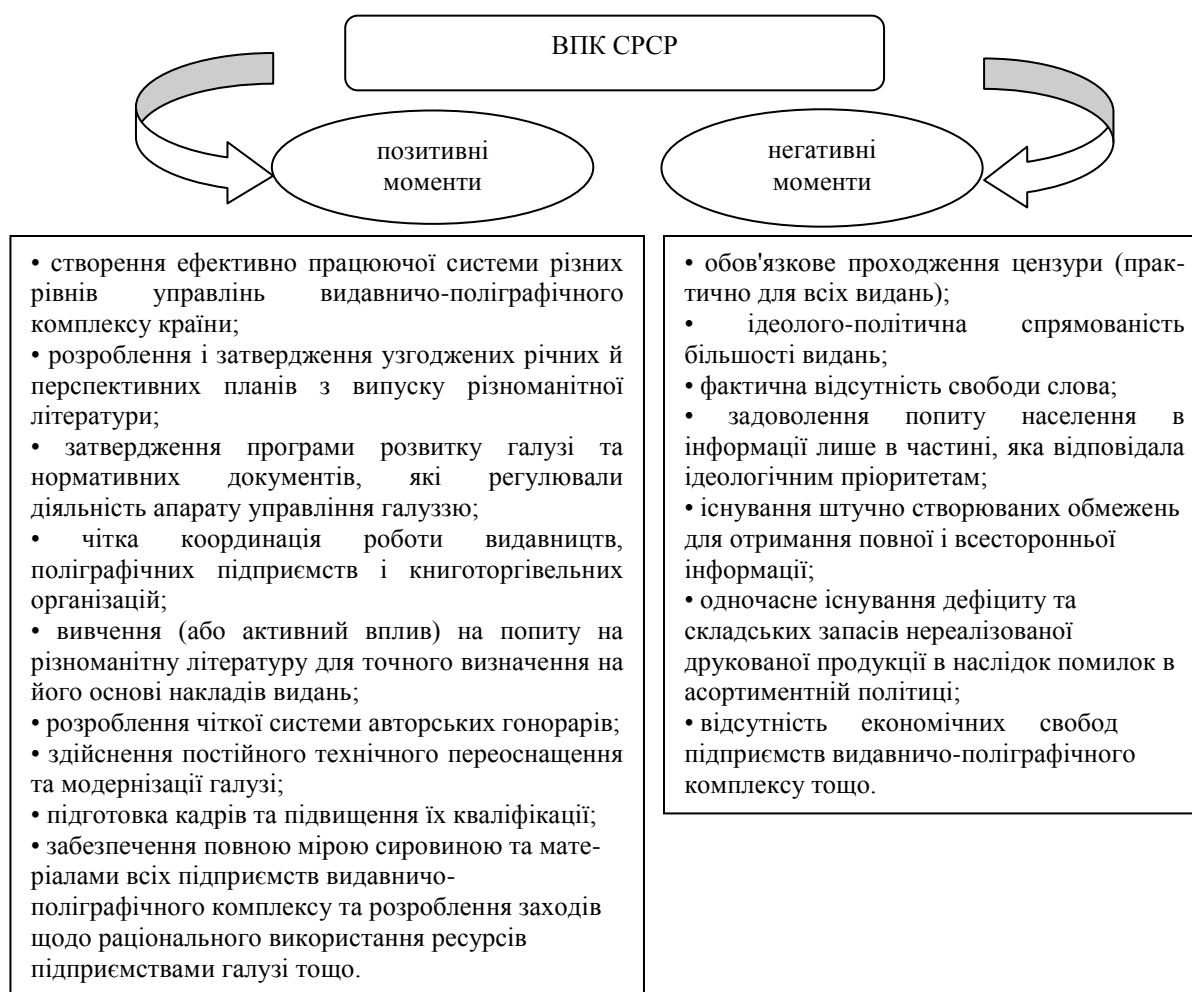 ВПК СРСР
позитивні
моменти
негативні
моменти
• створення ефективно працюючої системи різних
рівнів управлінь видавничо-поліграфічного
комплексу країни;
• розроблення і затвердження узгоджених річних й
перспективних планів з випуску різноманітної
літератури;
• затвердження програми розвитку галузі та
нормативних документів, які регулювали
діяльність апарату управління галуззю;
• чітка координація роботи видавництв,
поліграфічних підприємств і книготоргівельних
організацій;
• вивчення (або активний вплив) на попиту на
різноманітну літературу для точного визначення на
його основі накладів видань;
• розроблення чіткої системи авторських гонорарів;
• здійснення постійного технічного переоснащення
та модернізації галузі;
• підготовка кадрів та підвищення їх кваліфікації;
• забезпечення повною мірою сировиною та мате-
ріалами всіх підприємств видавничо-
поліграфічного комплексу та розроблення заходів
щодо раціонального використання ресурсів
підприємствами галузі тощо.
• обов'язкове проходження цензури (прак-
тично для всіх видань);
• ідеолого-політична спрямованість
більшості видань;
• фактична відсутність свободи слова;
• задоволення попиту населення в
інформації лише в частині, яка відповідала
ідеологічним пріоритетам;
• існування штучно створюваних обмежень
для отримання повної і всесторонньої
інформації;
• одночасне існування дефіциту та
складських запасів нереалізованої
друкованої продукції в наслідок помилок в
асортиментній політиці;
• відсутність економічних свобод
підприємств видавничо-поліграфічного
комплексу тощо.